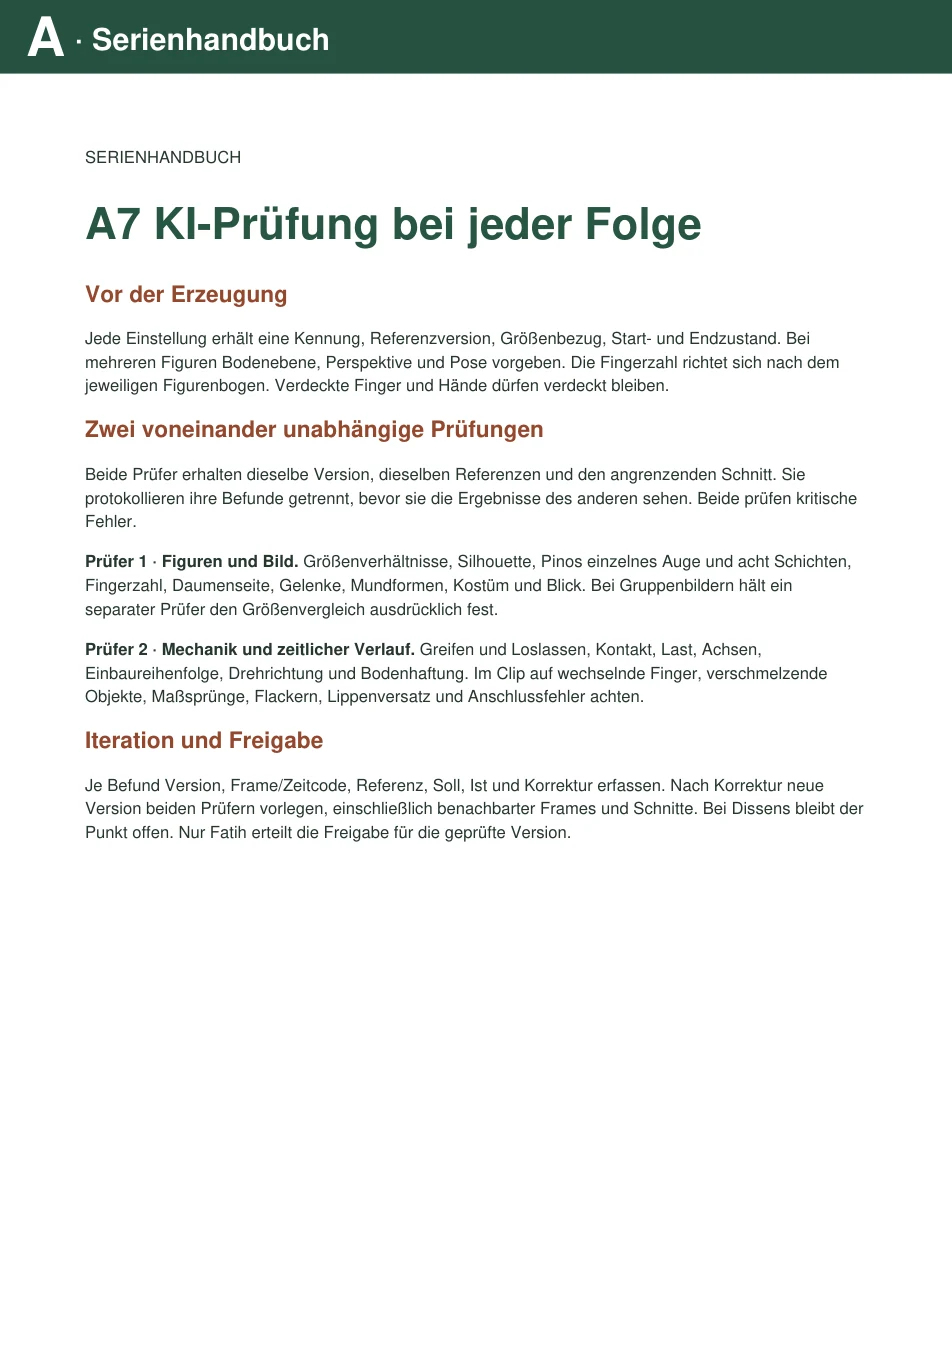 A · Serienhandbuch
SERIENHANDBUCH
A7 KI-Prüfung bei jeder Folge
Vor der Erzeugung
Jede Einstellung erhält eine Kennung, Referenzversion, Größenbezug, Start- und Endzustand. Bei
mehreren Figuren Bodenebene, Perspektive und Pose vorgeben. Die Fingerzahl richtet sich nach dem
jeweiligen Figurenbogen. Verdeckte Finger und Hände dürfen verdeckt bleiben.
Zwei voneinander unabhängige Prüfungen
Beide Prüfer erhalten dieselbe Version, dieselben Referenzen und den angrenzenden Schnitt. Sie
protokollieren ihre Befunde getrennt, bevor sie die Ergebnisse des anderen sehen. Beide prüfen kritische
Fehler.
Prüfer 1 · Figuren und Bild. Größenverhältnisse, Silhouette, Pinos einzelnes Auge und acht Schichten,
Fingerzahl, Daumenseite, Gelenke, Mundformen, Kostüm und Blick. Bei Gruppenbildern hält ein
separater Prüfer den Größenvergleich ausdrücklich fest.
Prüfer 2 · Mechanik und zeitlicher Verlauf. Greifen und Loslassen, Kontakt, Last, Achsen,
Einbaureihenfolge, Drehrichtung und Bodenhaftung. Im Clip auf wechselnde Finger, verschmelzende
Objekte, Maßsprünge, Flackern, Lippenversatz und Anschlussfehler achten.
Iteration und Freigabe
Je Befund Version, Frame/Zeitcode, Referenz, Soll, Ist und Korrektur erfassen. Nach Korrektur neue
Version beiden Prüfern vorlegen, einschließlich benachbarter Frames und Schnitte. Bei Dissens bleibt der
Punkt offen. Nur Fatih erteilt die Freigabe für die geprüfte Version.